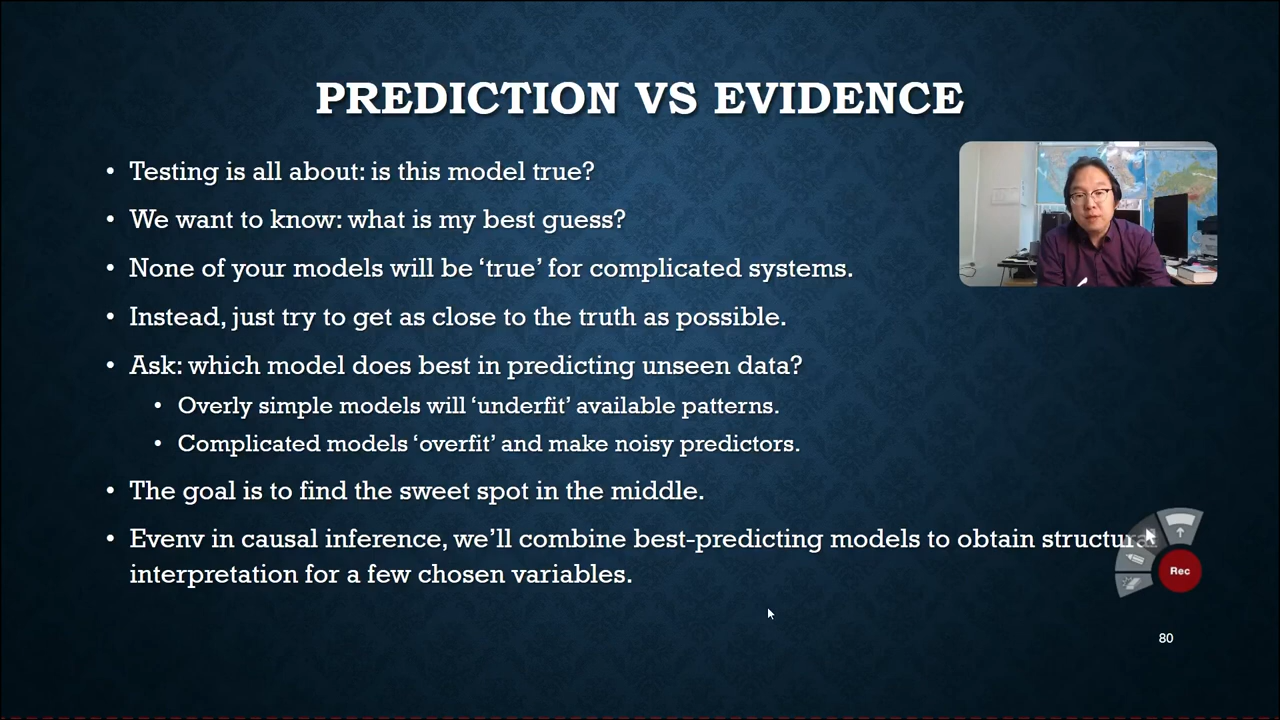 PREDICTION VS EVIDENCE
• Testing is all about: is this model true?
• We want to know: what is my best guess?
• None of your models will be ‘true’ for complicated systems.
• Instead, just try to get as close to the truth as possible.
• Ask: which model does best in predicting unseen data?
• Overly simple models will ‘underfit’ available patterns.
• Complicated models ‘overfit’ and make noisy predictors.
• The goal is to find the sweet spot in the middle.
• Evenv in causal inference, we’ll combine best-predicting models to obtain structural
interpretation for a few chosen variables.
Rec
80